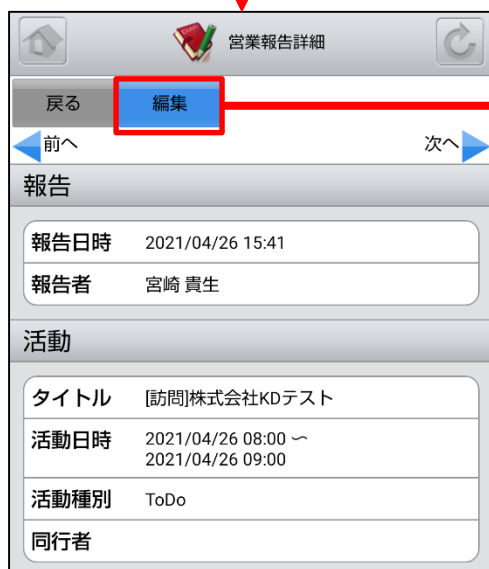 営業報告詳細
戻る 編集
前へ 次へ
報告
報告日時 2021/04/26 15:41
報告者 宮崎 貴生
活動
タイトル [訪問]株式会社KDテスト
活動日時 2021/04/26 08:00 〜
2021/04/26 09:00
活動種別 ToDo
同行者